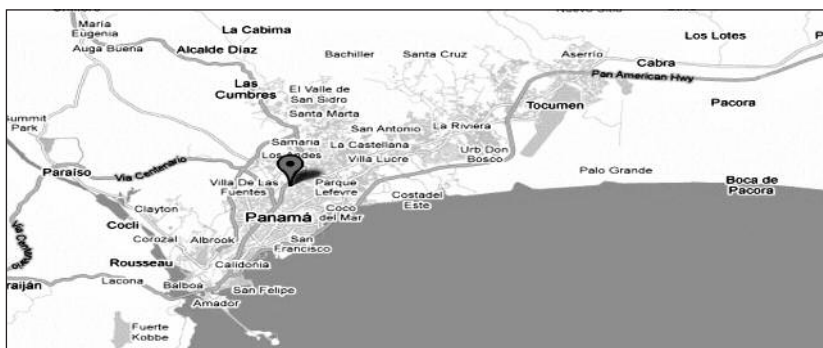 María
Eugenia
Auga Buena
La Cabima
Alcalde Díaz
Bachiller
Santa Cruz
Aserrío
Los Lotes
Cabra
Pan American Hwy
Las
Cumbres
El Valle de
San Sidro
Santa Marta
Tocumen
Pacora
Summit
Park
San Antonio
La Riviera
Samaria
La Castellana
Los Andes
Villa Lucre
Urb Don
Bosco
Vía Centenario
Paraíso
Palo Grande
Villa De Las
Fuentes
Parque
Lefevre
Costadel
Este
Boca de
Pacora
Clayton
Panamá
Coco
del Mar
Cocli
Corozal
Albrook
San
Francisco
Rousseau
Calidonia
raiján
Lacona
Balboa
San Felipe
Amador
Fuerte
Kobbe